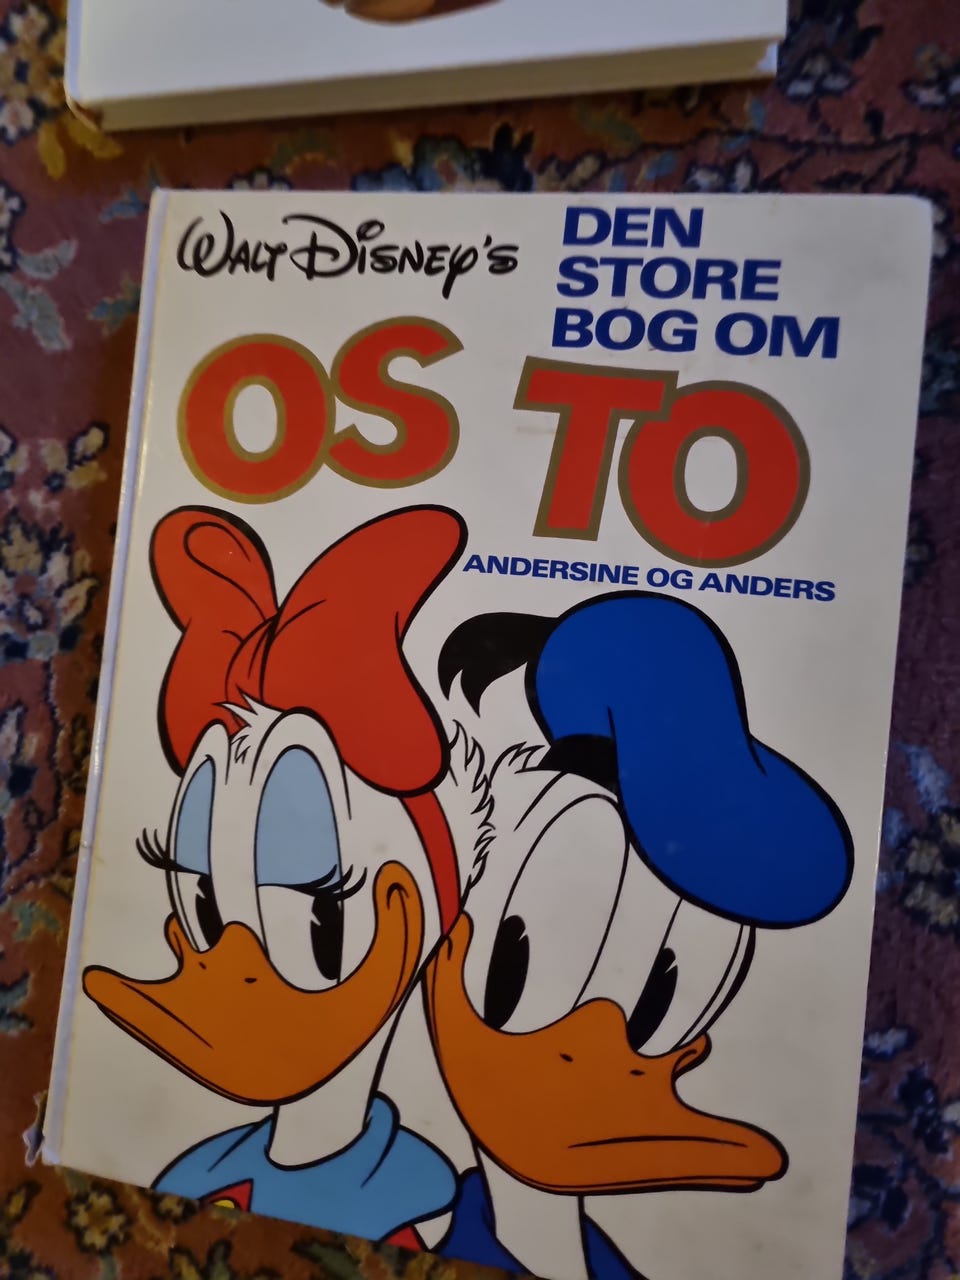 WALT DISNEY'S
DEN
STORE
BOG OM
OS TO
ANDERSINE OG ANDERS